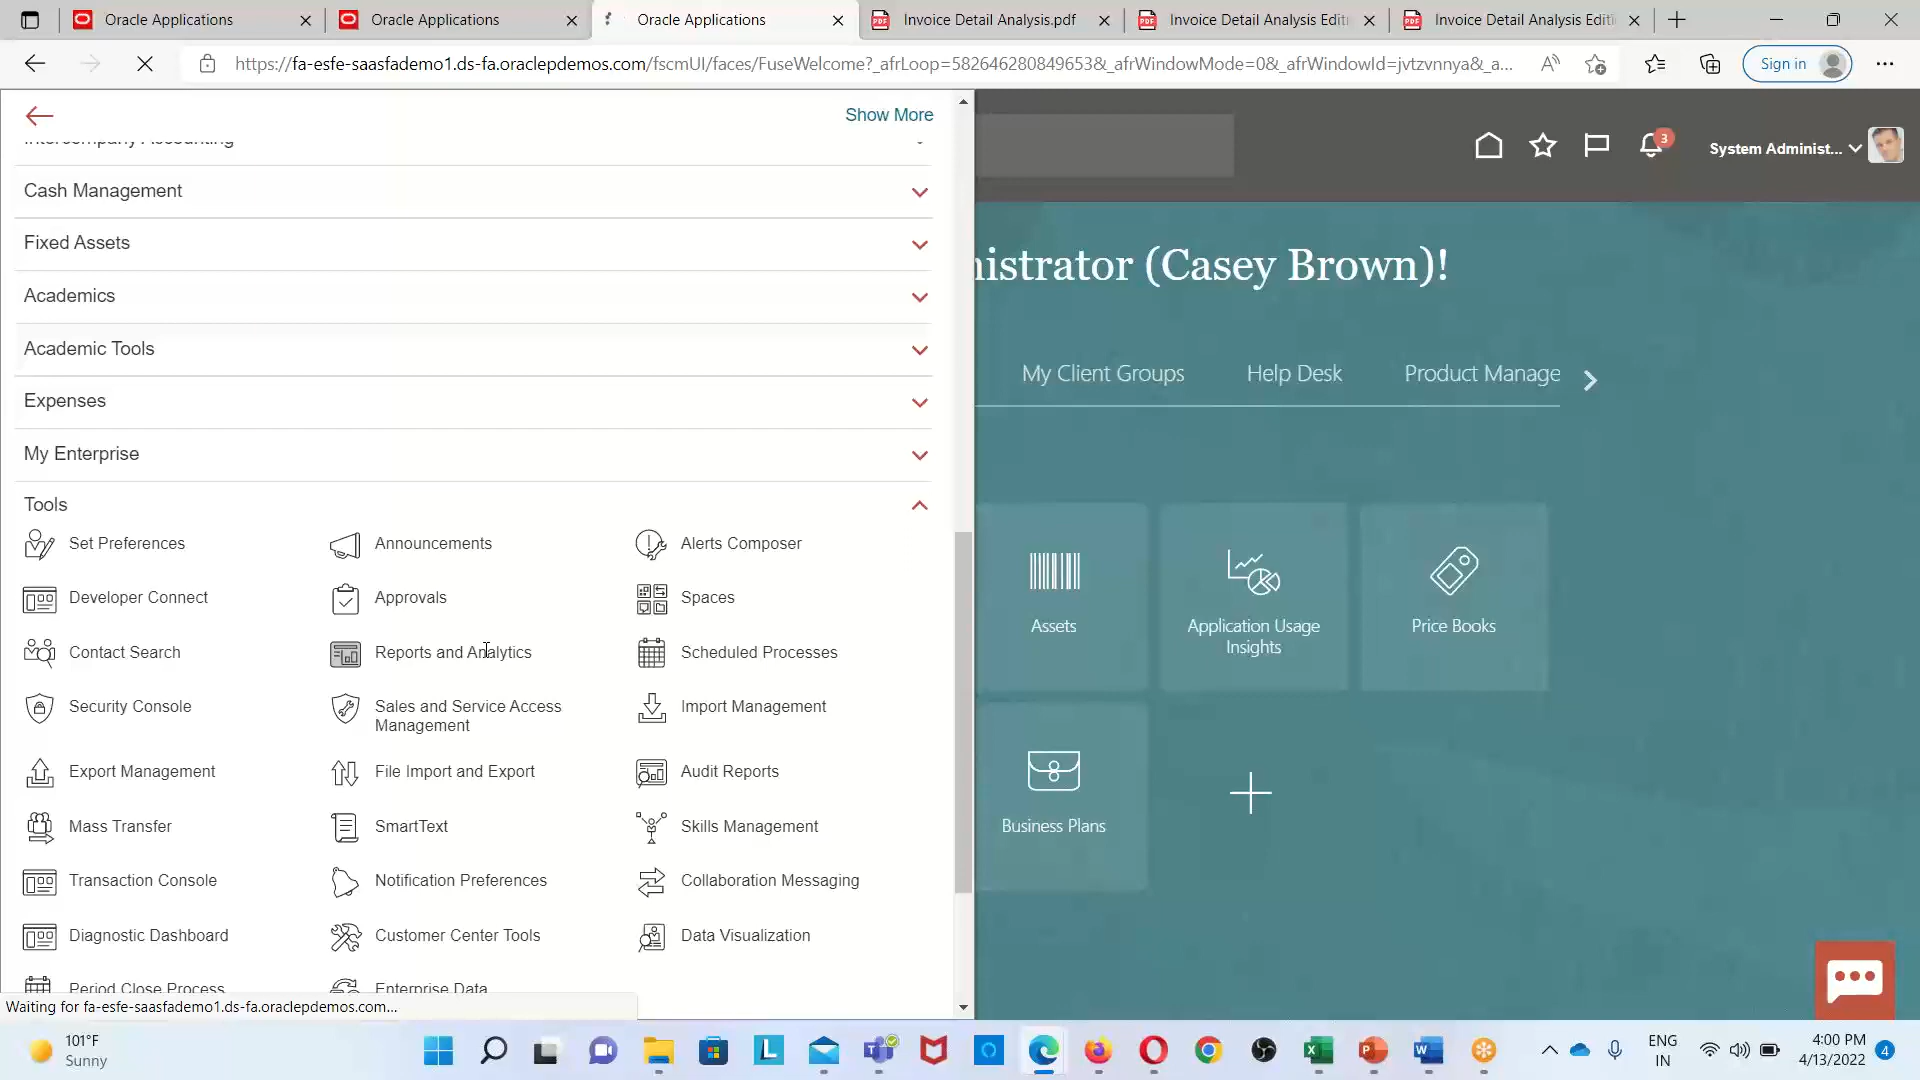 Oracle Applications
Oracle Applications
Oracle Applications
Invoice Detail Analysis.pdf
Invoice Detail Analysis Editi
Invoice Detail Analysis Editi
https://fa-esfe-saasfademo1.ds-fa.oraclepdemos.com/fscmUI/faces/FuseWelcome?_afrLoop=582646280849653&_afrWindowMode=0&_afrWindowId=jvtzvnnya&_a...
Sign in
Show More
Intercompany Accounting
Cash Management
Fixed Assets
Academics
Academic Tools
Expenses
My Enterprise
Tools
Set Preferences
Announcements
Alerts Composer
Developer Connect
Approvals
Spaces
Contact Search
Reports and Analytics
Scheduled Processes
Security Console
Sales and Service Access
Management
Import Management
Export Management
File Import and Export
Audit Reports
Mass Transfer
SmartText
Skills Management
Transaction Console
Notification Preferences
Collaboration Messaging
Diagnostic Dashboard
Customer Center Tools
Data Visualization
Period Close Process
Enterprise Data
Waiting for fa-esfe-saasfademo1.ds-fa.oraclepdemos.com...
3
System Administ...
nistrator (Casey Brown)!
My Client Groups
Help Desk
Product Manage
Assets
Application Usage
Insights
Price Books
Business Plans
101°F
Sunny
ENG
IN
4:00 PM
4/13/2022
4